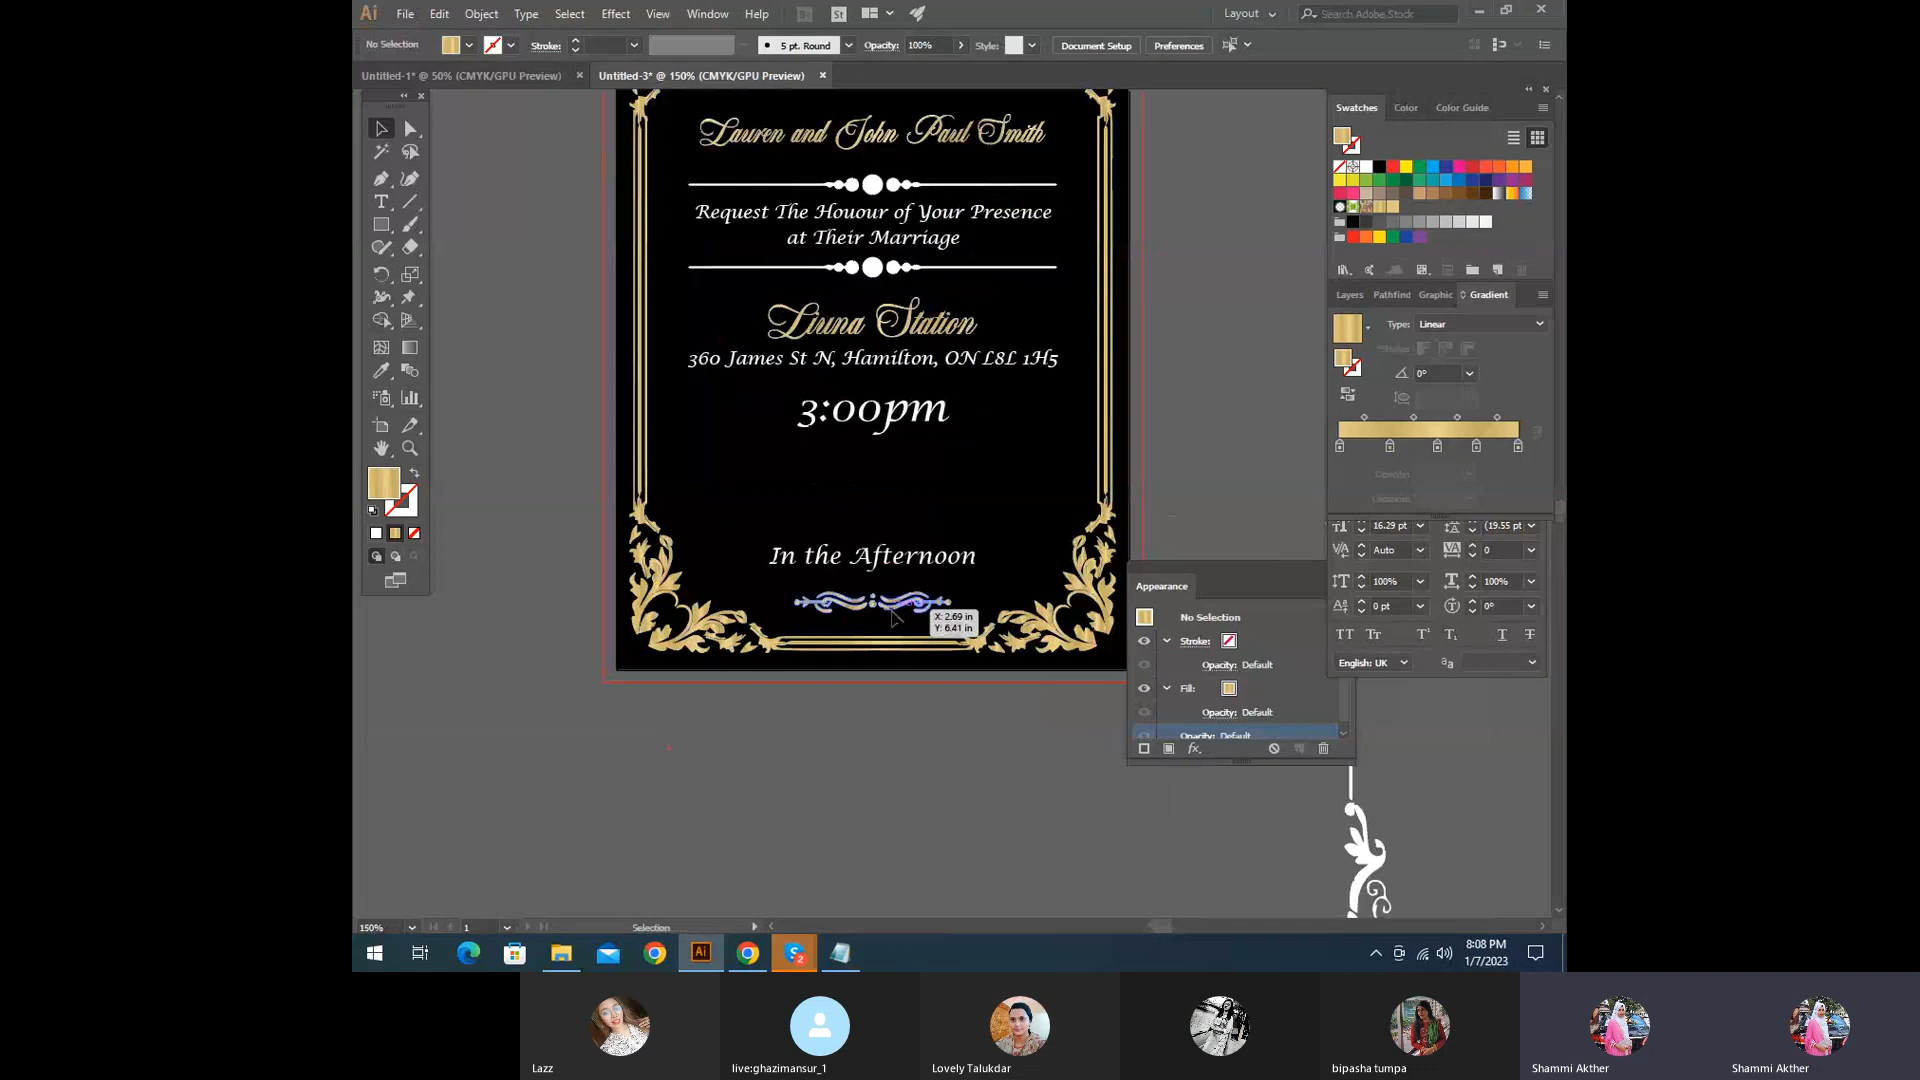 Ai File Edit Object Type Select Effect View Window Help St Layout Search Adobe Stock
No Selection Stroke: 5 pt. Round Opacity: 100% Style: Document Setup Preferences
Untitled-1* @ 50% (CMYK/GPU Preview) Untitled-3* @ 150% (CMYK/GPU Preview)
Swatches Color Color Guide
Lauren and John Paul Smith
Request The Houour of Your Presence
at Their Marriage
Liuna Station
360 James St N, Hamilton, ON L8L 1H5
3:00pm
In the Afternoon
X: 2.69 in
Y: 6.41 in
Layers Pathfind Graphic Gradient
Type: Linear
0°
16.29 pt (19.55 pt
Auto 0
100% 100%
0 pt 0°
English: UK
Appearance
No Selection
Stroke:
Opacity: Default
Fill:
Opacity: Default
Opacity: Default
fx
150% 1 Selection
Ai 2
8:08 PM
1/7/2023
Lazz
live:ghazimansur_1
Lovely Talukdar
bipasha tumpa
Shammi Akther
Shammi Akther